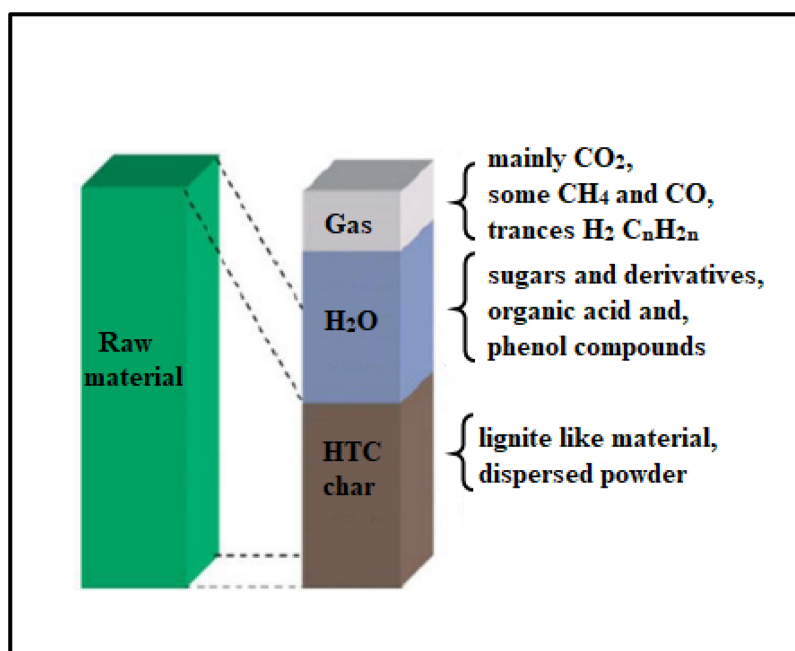 mainly CO₂,
some CH₄ and CO,
trances H₂ CₙH₂ₙ
Gas
sugars and derivatives,
organic acid and,
phenol compounds
H₂O
Raw
material
HTC
char
lignite like material,
dispersed powder